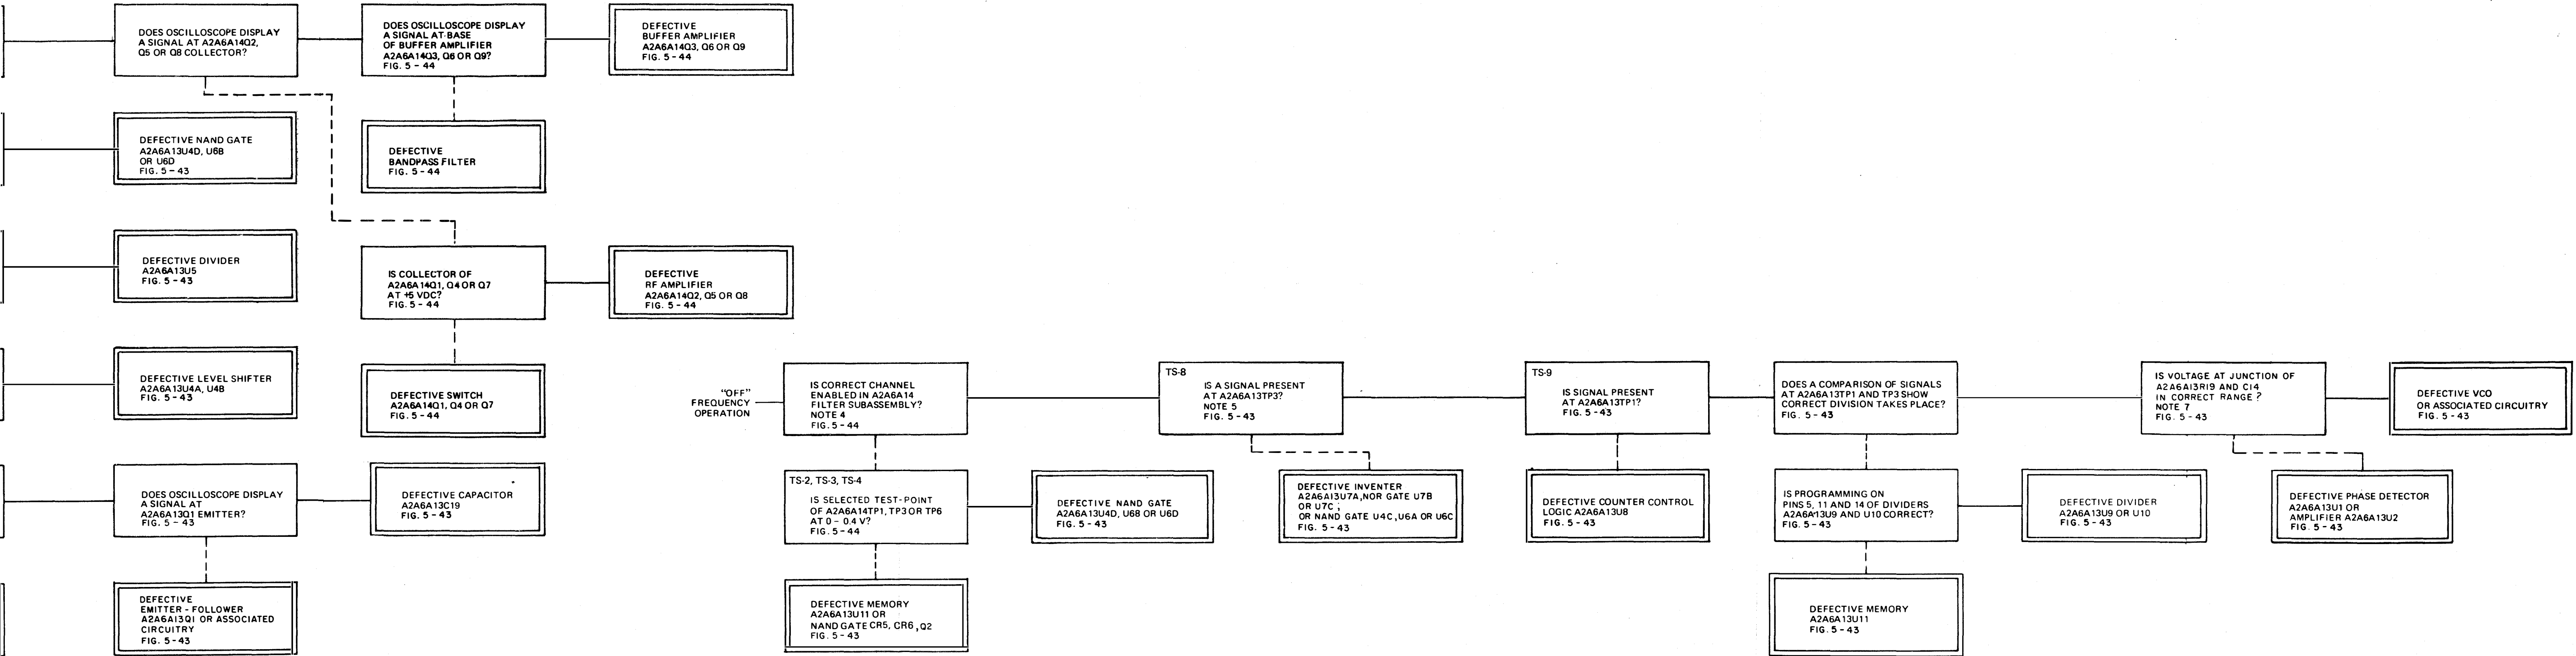 DOES OSCILLOSCOPE DISPLAY
A SIGNAL AT A2A6A14Q2,
Q5 OR Q8 COLLECTOR?
DOES OSCILLOSCOPE DISPLAY
A SIGNAL AT BASE
OF BUFFER AMPLIFIER
A2A6A14Q3, Q6 OR Q9?
FIG. 5 - 44
DEFECTIVE
BUFFER AMPLIFIER
A2A6A14Q3, Q6 OR Q9
FIG. 5 - 44
DEFECTIVE NAND GATE
A2A6A13U4D, U6B
OR U6D
FIG. 5 - 43
DEFECTIVE
BANDPASS FILTER
FIG. 5 - 44
DEFECTIVE DIVIDER
A2A6A13U5
FIG. 5 - 43
IS COLLECTOR OF
A2A6A14Q1, Q4 OR Q7
AT +5 VDC?
FIG. 5 - 44
DEFECTIVE
RF AMPLIFIER
A2A6A14Q2, Q5 OR Q8
FIG. 5 - 44
DEFECTIVE LEVEL SHIFTER
A2A6A13U4A, U4B
FIG. 5 - 43
DEFECTIVE SWITCH
A2A6A14Q1, Q4 OR Q7
FIG. 5 - 44
"OFF"
FREQUENCY
OPERATION
IS CORRECT CHANNEL
ENABLED IN A2A6A14
FILTER SUBASSEMBLY?
NOTE 4
FIG. 5 - 44
TS-8
IS A SIGNAL PRESENT
AT A2A6A13TP3?
NOTE 5
FIG. 5 - 43
TS-9
IS SIGNAL PRESENT
AT A2A6A13TP1?
FIG. 5 - 43
DOES A COMPARISON OF SIGNALS
AT A2A6A13TP1 AND TP3 SHOW
CORRECT DIVISION TAKES PLACE?
FIG. 5 - 43
IS VOLTAGE AT JUNCTION OF
A2A6A13R19 AND C14
IN CORRECT RANGE ?
NOTE 7
FIG. 5 - 43
DEFECTIVE VCO
OR ASSOCIATED CIRCUITRY
FIG. 5 - 43
DOES OSCILLOSCOPE DISPLAY
A SIGNAL AT
A2A6A13Q1 EMITTER?
FIG. 5 - 43
DEFECTIVE CAPACITOR
A2A6A13C19
FIG. 5 - 43
TS-2, TS-3, TS-4
IS SELECTED TEST-POINT
OF A2A6A14TP1, TP3 OR TP6
AT 0 - 0.4 V?
FIG. 5 - 44
DEFECTIVE NAND GATE
A2A6A13U4D, U6B OR U6D
FIG. 5 - 43
DEFECTIVE INVENTER
A2A6A13U7A, NOR GATE U7B
OR U7C ,
OR NAND GATE U4C, U6A OR U6C
FIG. 5 - 43
DEFECTIVE COUNTER CONTROL
LOGIC A2A6A13U8
FIG. 5 - 43
IS PROGRAMMING ON
PINS 5, 11 AND 14 OF DIVIDERS
A2A6A13U9 AND U10 CORRECT?
FIG. 5 - 43
DEFECTIVE DIVIDER
A2A6A13U9 OR U10
FIG. 5 - 43
DEFECTIVE PHASE DETECTOR
A2A6A13U1 OR
AMPLIFIER A2A6A13U2
FIG. 5 - 43
DEFECTIVE
EMITTER - FOLLOWER
A2A6A13Q1 OR ASSOCIATED
CIRCUITRY
FIG. 5 - 43
DEFECTIVE MEMORY
A2A6A13U11 OR
NAND GATE CR5, CR6 , Q2
FIG. 5 - 43
DEFECTIVE MEMORY
A2A6A13U11
FIG. 5 - 43